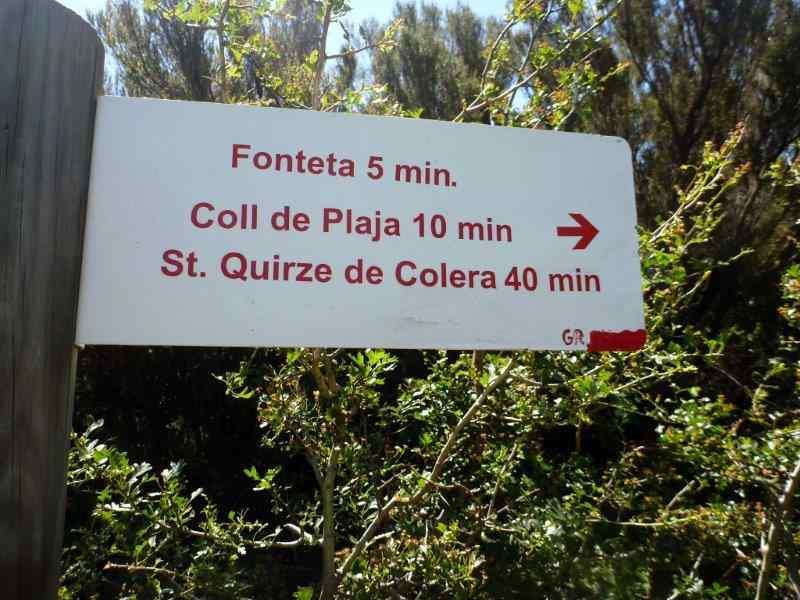 Fonteta 5 min.
Coll de Plaja 10 min
St. Quirze de Colera 40 min
GR